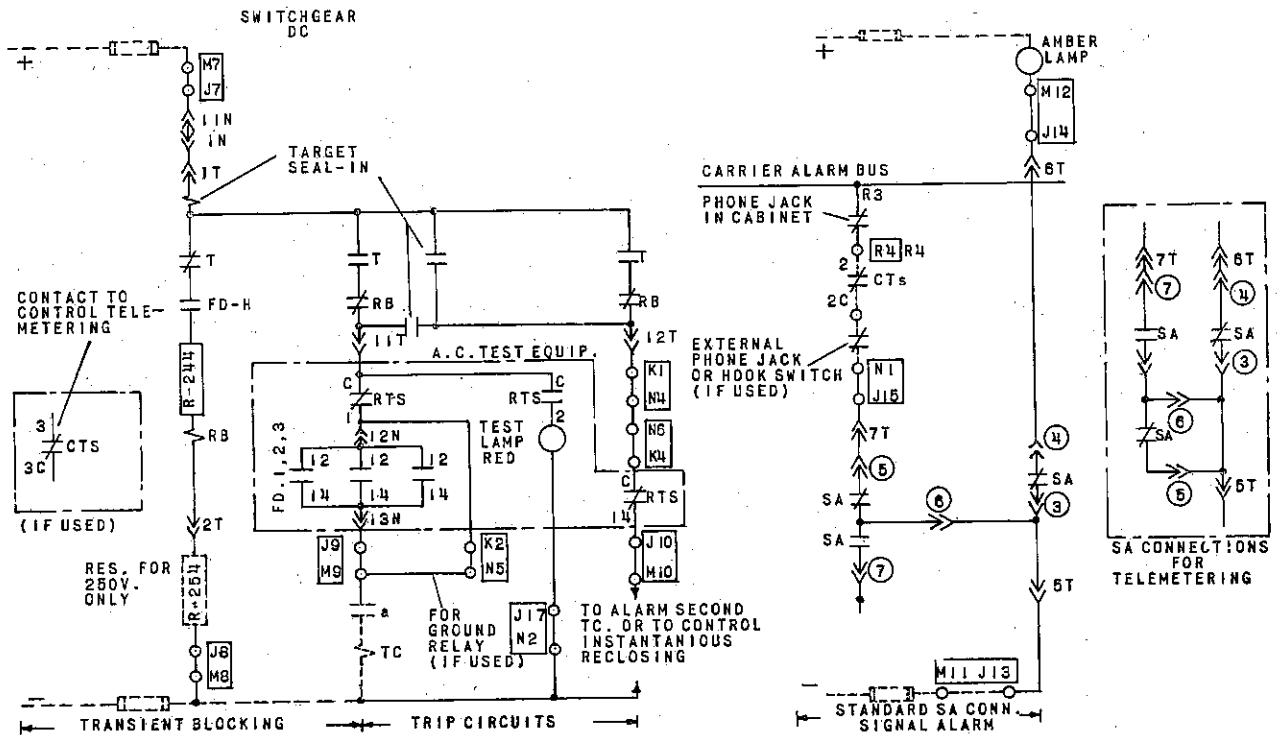 SWITCHGEAR
DC
+
M7
J7
11N
1N
1T
TARGET
SEAL-IN
T
T
T
FD-H
RB
RB
CONTACT TO
CONTROL TELE-
METERING
11T
12T
A.C. TEST EQUIP.
R-244
RB
3
CTS
3C
(IF USED)
C
RTS
1
C
RTS
2
K1
N4
N6
K4
FD.1,2,3
12N
TEST
LAMP
RED
12
12
12
14
14
14
13N
C
RTS
14
2T
RES. FOR
250V.
ONLY
R-254
J9
M9
K2
N5
J10
M10
a
TC
FOR
GROUND
RELAY
(IF USED)
J17
N2
TO ALARM SECOND
TC. OR TO CONTROL
INSTANTANIOUS
RECLOSING
J8
M8
-
TRANSIENT BLOCKING
TRIP CIRCUITS
+
AMBER
LAMP
M12
J14
6T
CARRIER ALARM BUS
R3
PHONE JACK
IN CABINET
R4 R4
2
CTs
2C
EXTERNAL
PHONE JACK
OR HOOK SWITCH
(IF USED)
N1
J15
7T
5
SA
6
SA
7
4
SA
3
5T
M11 J13
-
STANDARD SA CONN.
SIGNAL ALARM
7T
6T
7
4
SA
SA
3
6
SA
5
5T
SA CONNECTIONS
FOR
TELEMETERING